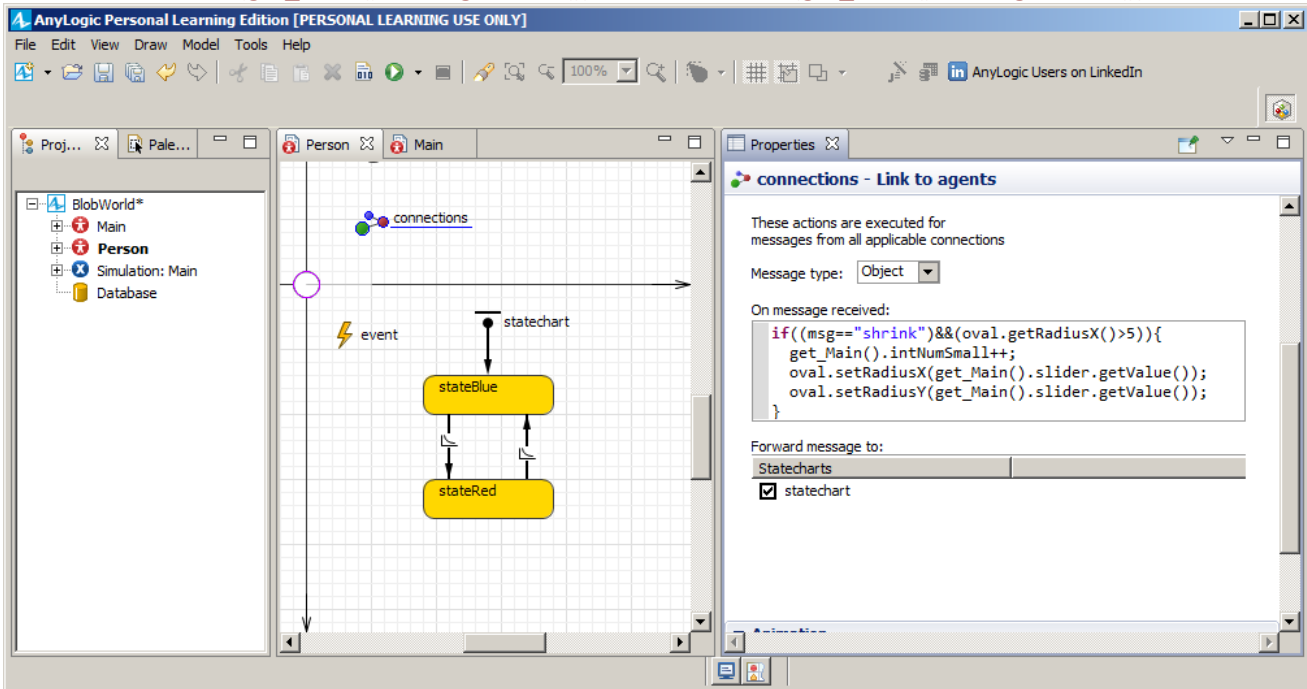 AnyLogic Personal Learning Edition [PERSONAL LEARNING USE ONLY]
File Edit View Draw Model Tools Help
100% in AnyLogic Users on LinkedIn
Proj... Pale... Person Main Properties
connections - Link to agents
BlobWorld*
Main
Person
Simulation: Main
Database
connections
event
statechart
stateBlue
stateRed
These actions are executed for
messages from all applicable connections
Message type: Object
On message received:
if((msg=="shrink")&&(oval.getRadiusX()>5)){
get_Main().intNumSmall++;
oval.setRadiusX(get_Main().slider.getValue());
oval.setRadiusY(get_Main().slider.getValue());
}
Forward message to:
Statecharts
statechart